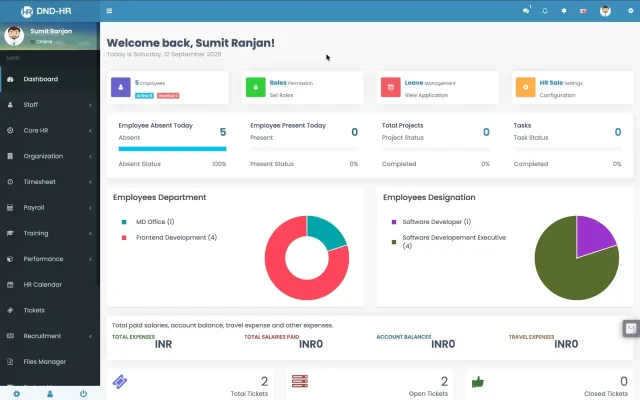 HR DND-HR
1
Sumit Ranjan
Online
MAIN
Dashboard
Staff
Core HR
Organization
Timesheet
Payroll
Training
Performance
HR Calendar
Tickets
Recruitment
Files Manager
Welcome back, Sumit Ranjan!
Today is Saturday, 12 September 2026
5 Employees
Active 5 Inactive 0
Roles Permission
Set Roles
Leave Management
View Application
HR Sale Settings
Configuration
Employee Absent Today 5
Absent
Absent Status 100%
Employee Present Today 0
Present
Present Status 0%
Total Projects 0
Project Status
Completed 0%
Tasks 0
Task Status
Completed 0%
Employees Department
MD Office (1)
Frontend Development (4)
Employees Designation
Software Developer (1)
Software Developement Executive
(4)
Total paid salaries, account balance, travel expense and other expenses.
TOTAL EXPENSES
INR
TOTAL SALARIES PAID
INR0
ACCOUNT BALANCES
INR0
TRAVEL EXPENSES
INR0
2
Total Tickets
2
Open Tickets
0
Closed Tickets